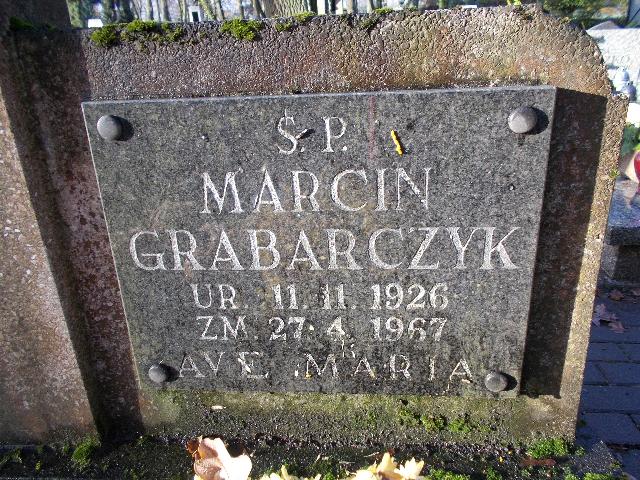 Ś. P.
MARCIN
GRABARCZYK
UR. 11. 11. 1926
ZM. 27. 4. 1967
AVE MARIA